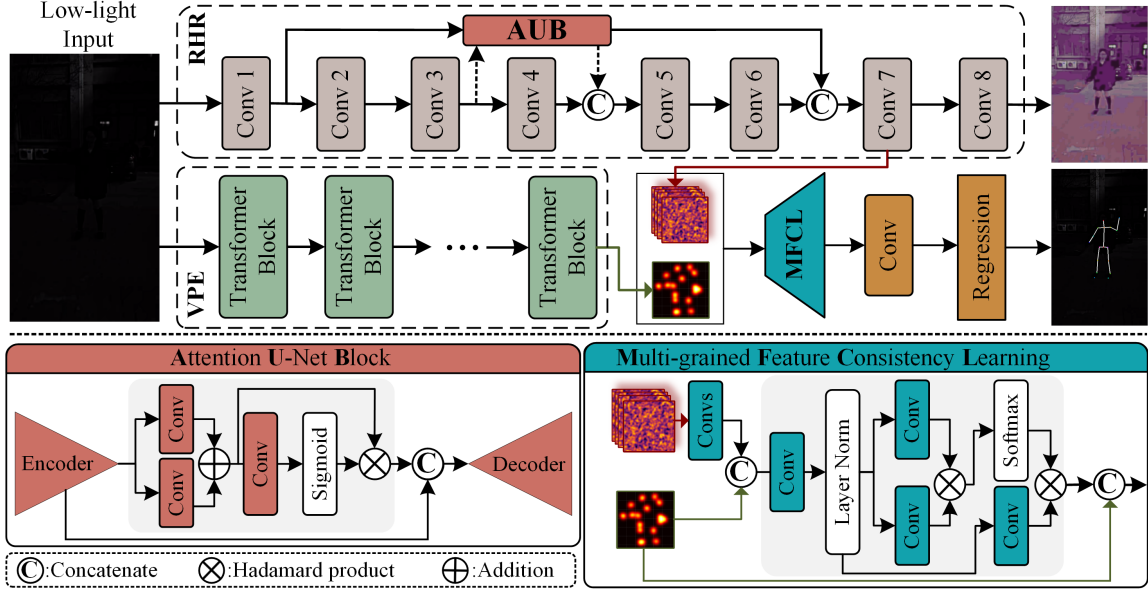 Low-light
Input
RHR
AUB
Conv 1
Conv 2
Conv 3
Conv 4
C
Conv 5
Conv 6
C
Conv 7
Conv 8
VPE
Transformer
Block
Transformer
Block
...
Transformer
Block
MFCL
Conv
Regression
Attention U-Net Block
Encoder
Conv
Conv
Conv
Sigmoid
C
Decoder
Multi-grained Feature Consistency Learning
Convs
C
Conv
Layer Norm
Conv
Conv
Softmax
Conv
C
C:Concatenate
:Hadamard product
:Addition